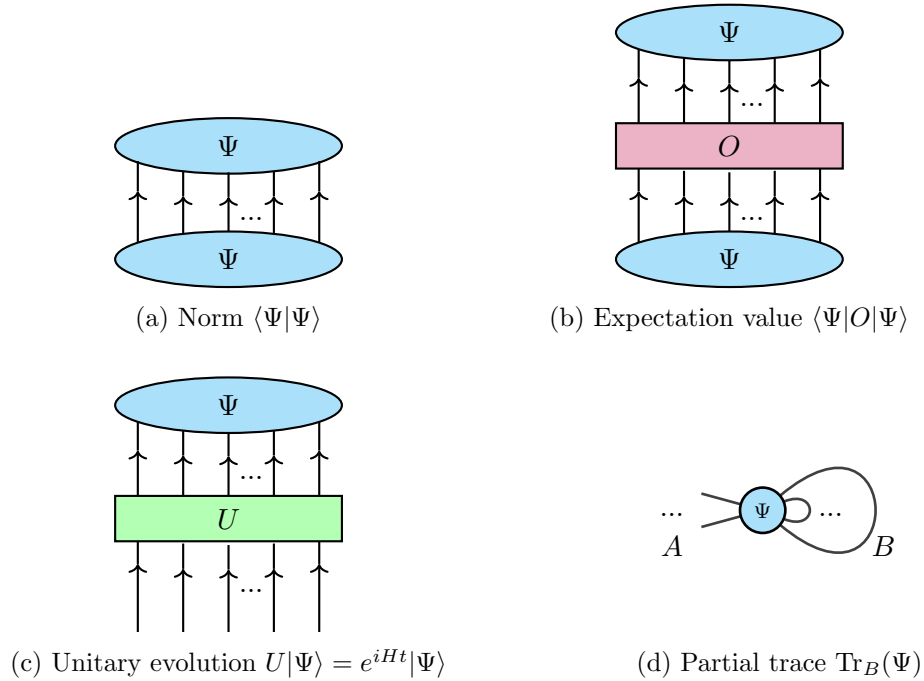 Ψ
...
Ψ
(a) Norm ⟨Ψ|Ψ⟩
Ψ
...
O
...
Ψ
(b) Expectation value ⟨Ψ|O|Ψ⟩
Ψ
...
U
...
(c) Unitary evolution U|Ψ⟩ = e^{iHt}|Ψ⟩
... Ψ ...
A B
(d) Partial trace Tr_B(Ψ)